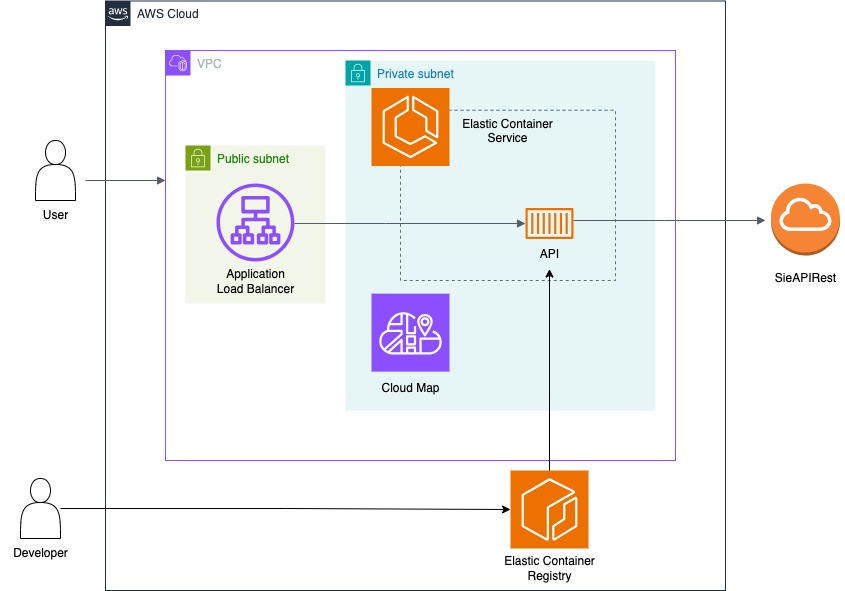 aws
AWS Cloud
VPC
Private subnet
Elastic Container
Service
Public subnet
User
API
Application
Load Balancer
SieAPIRest
Cloud Map
Developer
Elastic Container
Registry